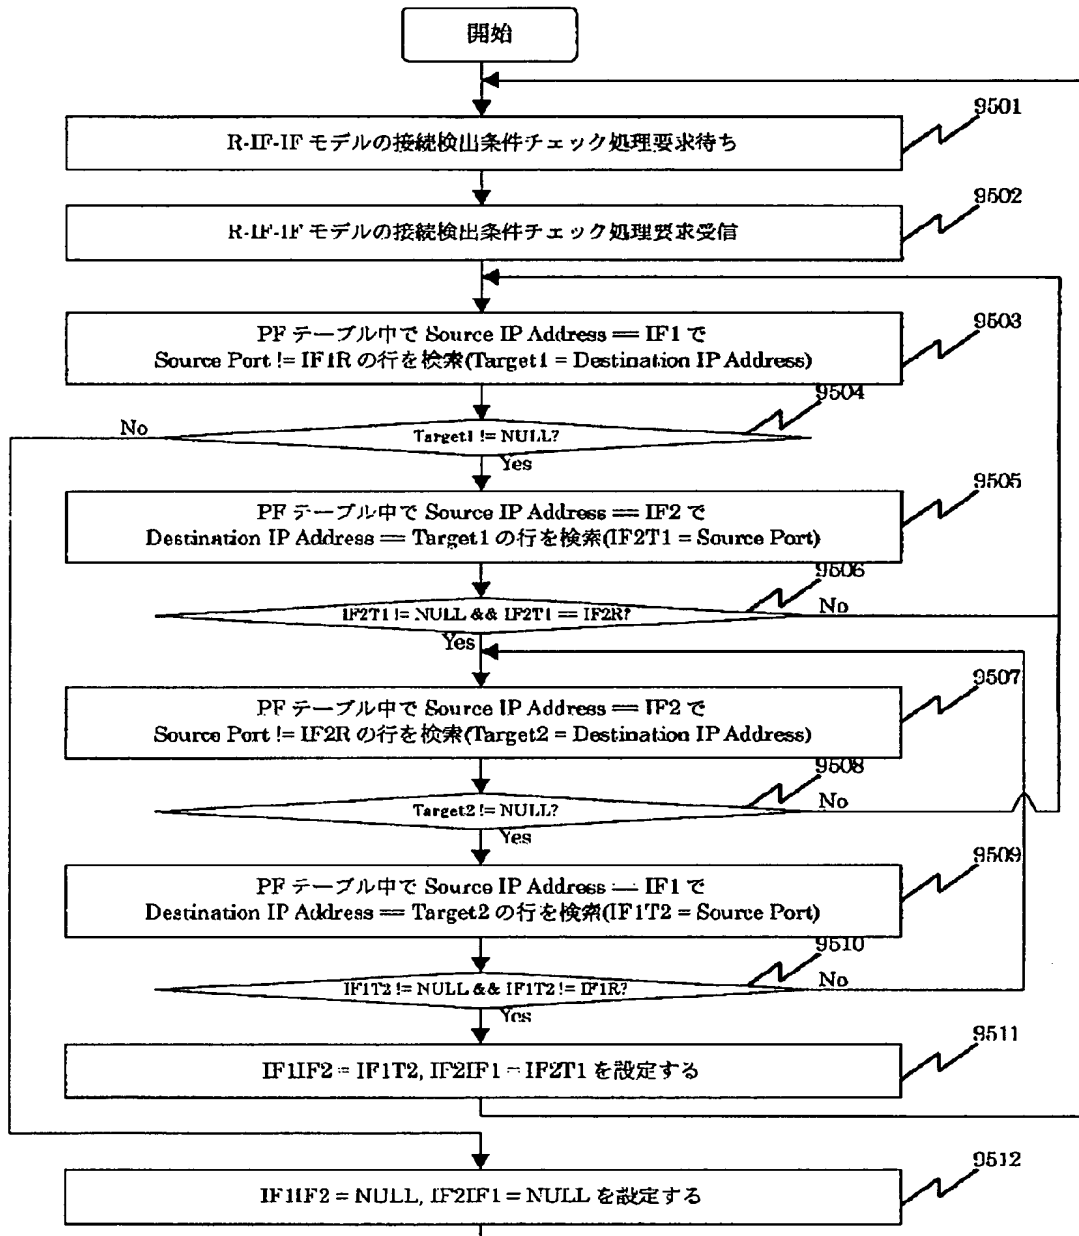 開始
9501
R-IF-IF モデルの接続検出条件チェック処理要求待ち
9502
R-IF-IF モデルの接続検出条件チェック処理要求受信
9503
PF テーブル中で Source IP Address == IF1 で
Source Port != IF1R の行を検索(Target1 = Destination IP Address)
9504
No
Target1 != NULL?
Yes
9505
PF テーブル中で Source IP Address == IF2 で
Destination IP Address == Target1 の行を検索(IF2T1 = Source Port)
9506
IF2T1 != NULL && IF2T1 == IF2R?
No
Yes
9507
PF テーブル中で Source IP Address == IF2 で
Source Port != IF2R の行を検索(Target2 = Destination IP Address)
9508
Target2 != NULL?
No
Yes
9509
PF テーブル中で Source IP Address == IF1 で
Destination IP Address == Target2 の行を検索(IF1T2 = Source Port)
9510
IF1T2 != NULL && IF1T2 != IF1R?
No
Yes
9511
IF1IF2 = IF1T2, IF2IF1 = IF2T1 を設定する
9512
IF1IF2 = NULL, IF2IF1 = NULL を設定する